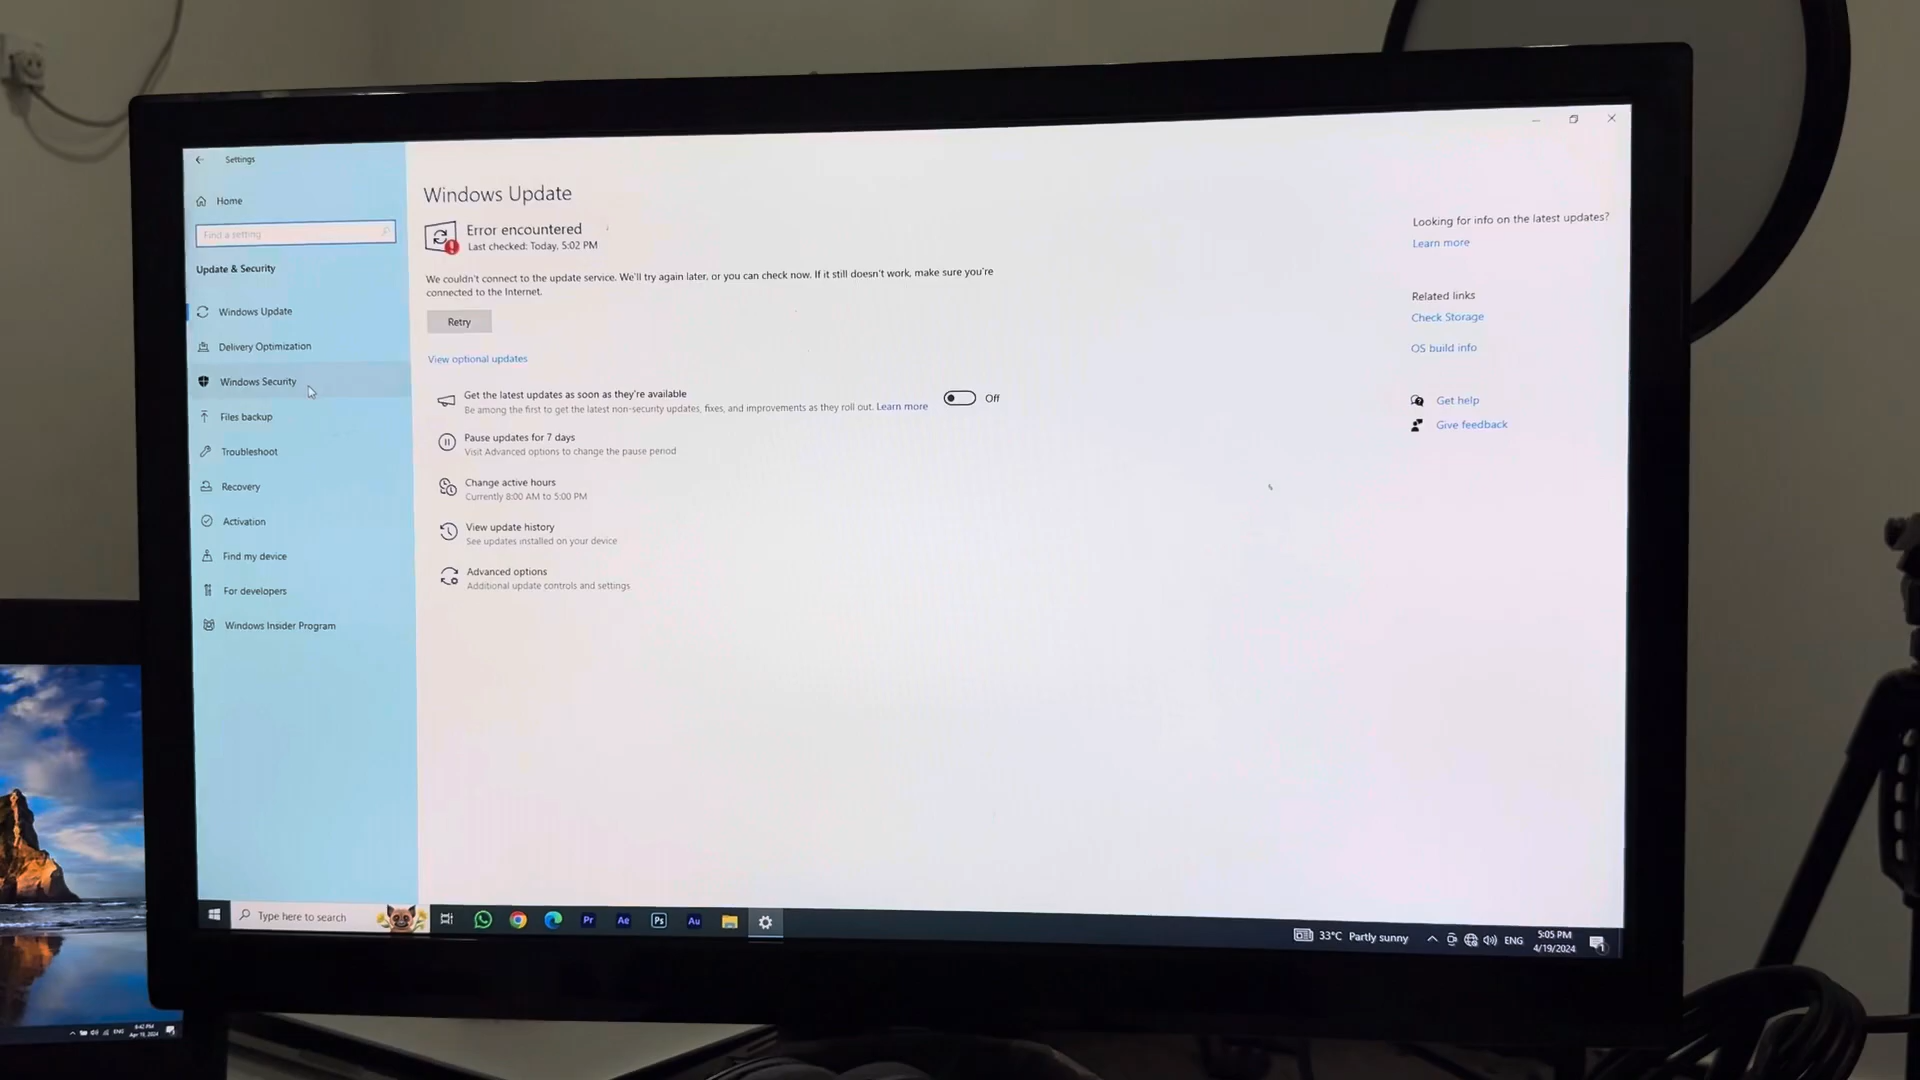 Settings
Home
Find a setting
Update & Security
Windows Update
Delivery Optimization
Windows Security
Files backup
Troubleshoot
Recovery
Activation
Find my device
For developers
Windows Insider Program
Windows Update
Error encountered
Last checked: Today, 5:02 PM
We couldn't connect to the update service. We'll try again later, or you can check now. If it still doesn't work, make sure you're
connected to the Internet.
Retry
View optional updates
Get the latest updates as soon as they're available
Be among the first to get the latest non-security updates, fixes, and improvements as they roll out. Learn more
Off
Pause updates for 7 days
Visit Advanced options to change the pause period
Change active hours
Currently 8:00 AM to 5:00 PM
View update history
See updates installed on your device
Advanced options
Additional update controls and settings
Looking for info on the latest updates?
Learn more
Related links
Check Storage
OS build info
Get help
Give feedback
Type here to search
Pr
Ae
Ps
Au
33°C Partly sunny
ENG
5:05 PM
4/19/2024
1
ENG